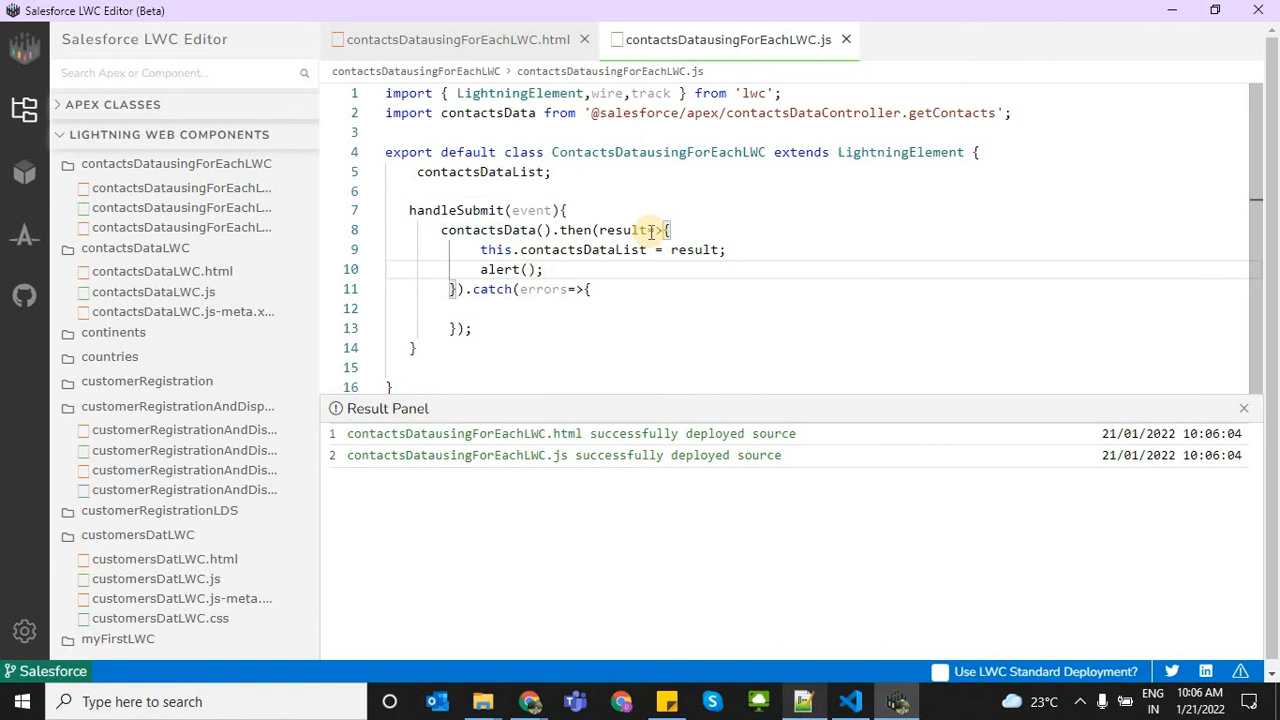 Salesforce LWC Editor (Beta)
Salesforce LWC Editor
contactsDatausingForEachLWC.html
contactsDatausingForEachLWC.js
Search Apex or Component...
contactsDatausingForEachLWC > contactsDatausingForEachLWC.js
APEX CLASSES
LIGHTNING WEB COMPONENTS
contactsDatausingForEachLWC
contactsDatausingForEachL...
contactsDatausingForEachL...
contactsDatausingForEachL...
contactsDataLWC
contactsDataLWC.html
contactsDataLWC.js
contactsDataLWC.js-meta.x...
continents
countries
customerRegistration
customerRegistrationAndDisp...
customerRegistrationAndDis...
customerRegistrationAndDis...
customerRegistrationAndDis...
customerRegistrationAndDis...
customerRegistrationLDS
customersDatLWC
customersDatLWC.html
customersDatLWC.js
customersDatLWC.js-meta....
customersDatLWC.css
myFirstLWC
1 import { LightningElement,wire,track } from 'lwc';
2 import contactsData from '@salesforce/apex/contactsDataController.getContacts';
3
4 export default class ContactsDatausingForEachLWC extends LightningElement {
5 contactsDataList;
6
7 handleSubmit(event){
8 contactsData().then(result=>{
9 this.contactsDataList = result;
10 alert();
11 }).catch(errors=>{
12
13 });
14 }
15
16 }
Result Panel
1 contactsDatausingForEachLWC.html successfully deployed source 21/01/2022 10:06:04
2 contactsDatausingForEachLWC.js successfully deployed source 21/01/2022 10:06:04
Salesforce
Use LWC Standard Deployment?
Type here to search
23°C
ENG
IN
10:06 AM
1/21/2022